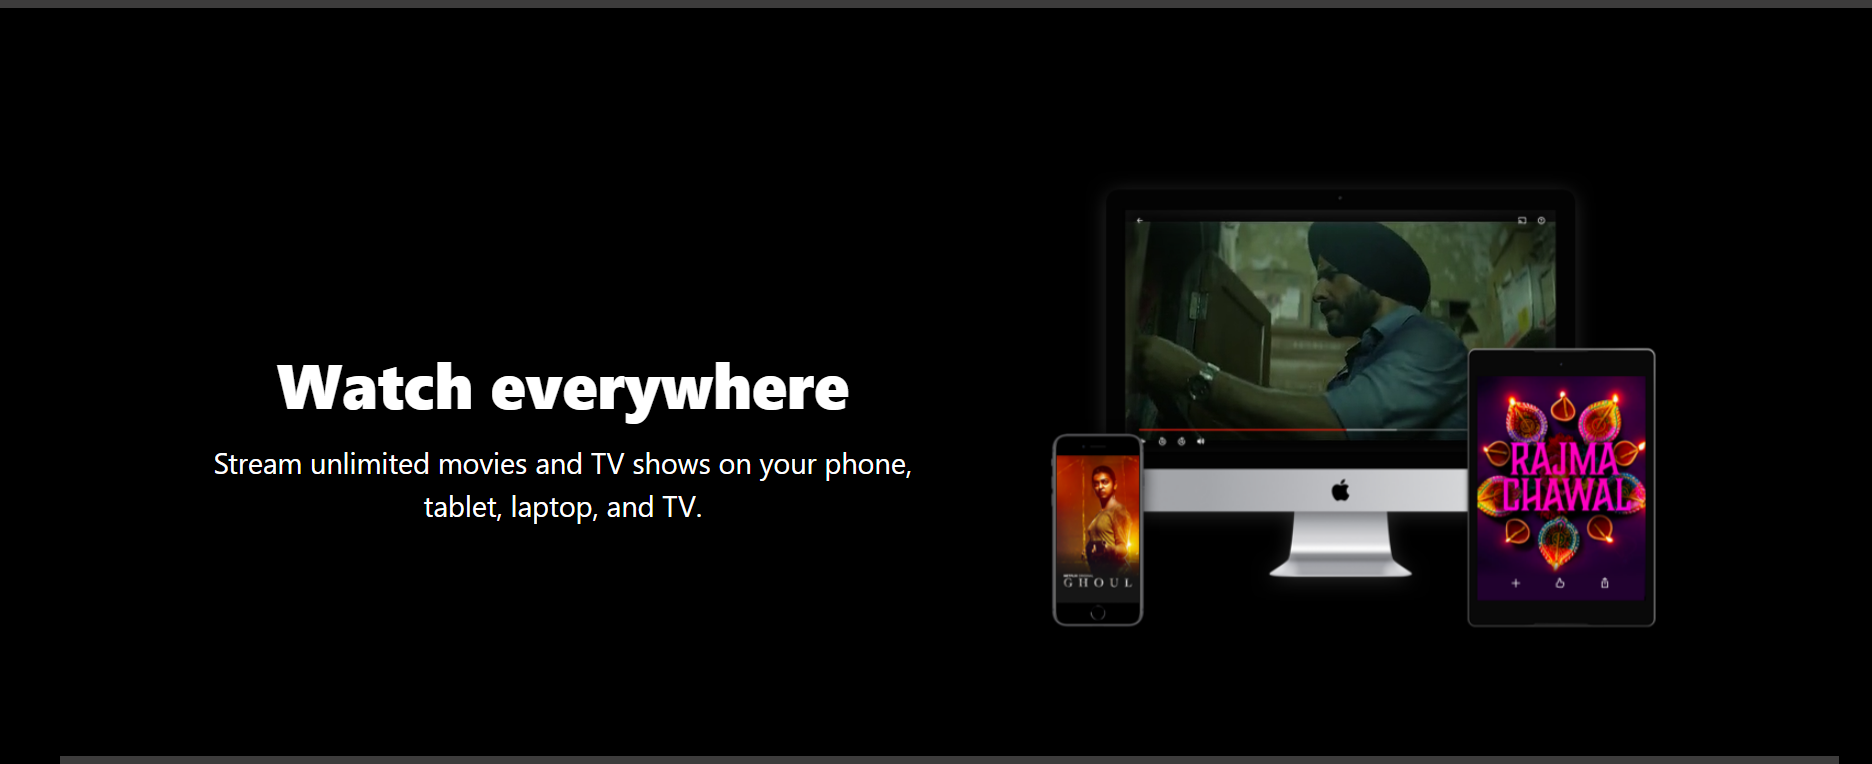 Watch everywhere
Stream unlimited movies and TV shows on your phone,
tablet, laptop, and TV.
RAJMA
CHAWAL
GHOUL